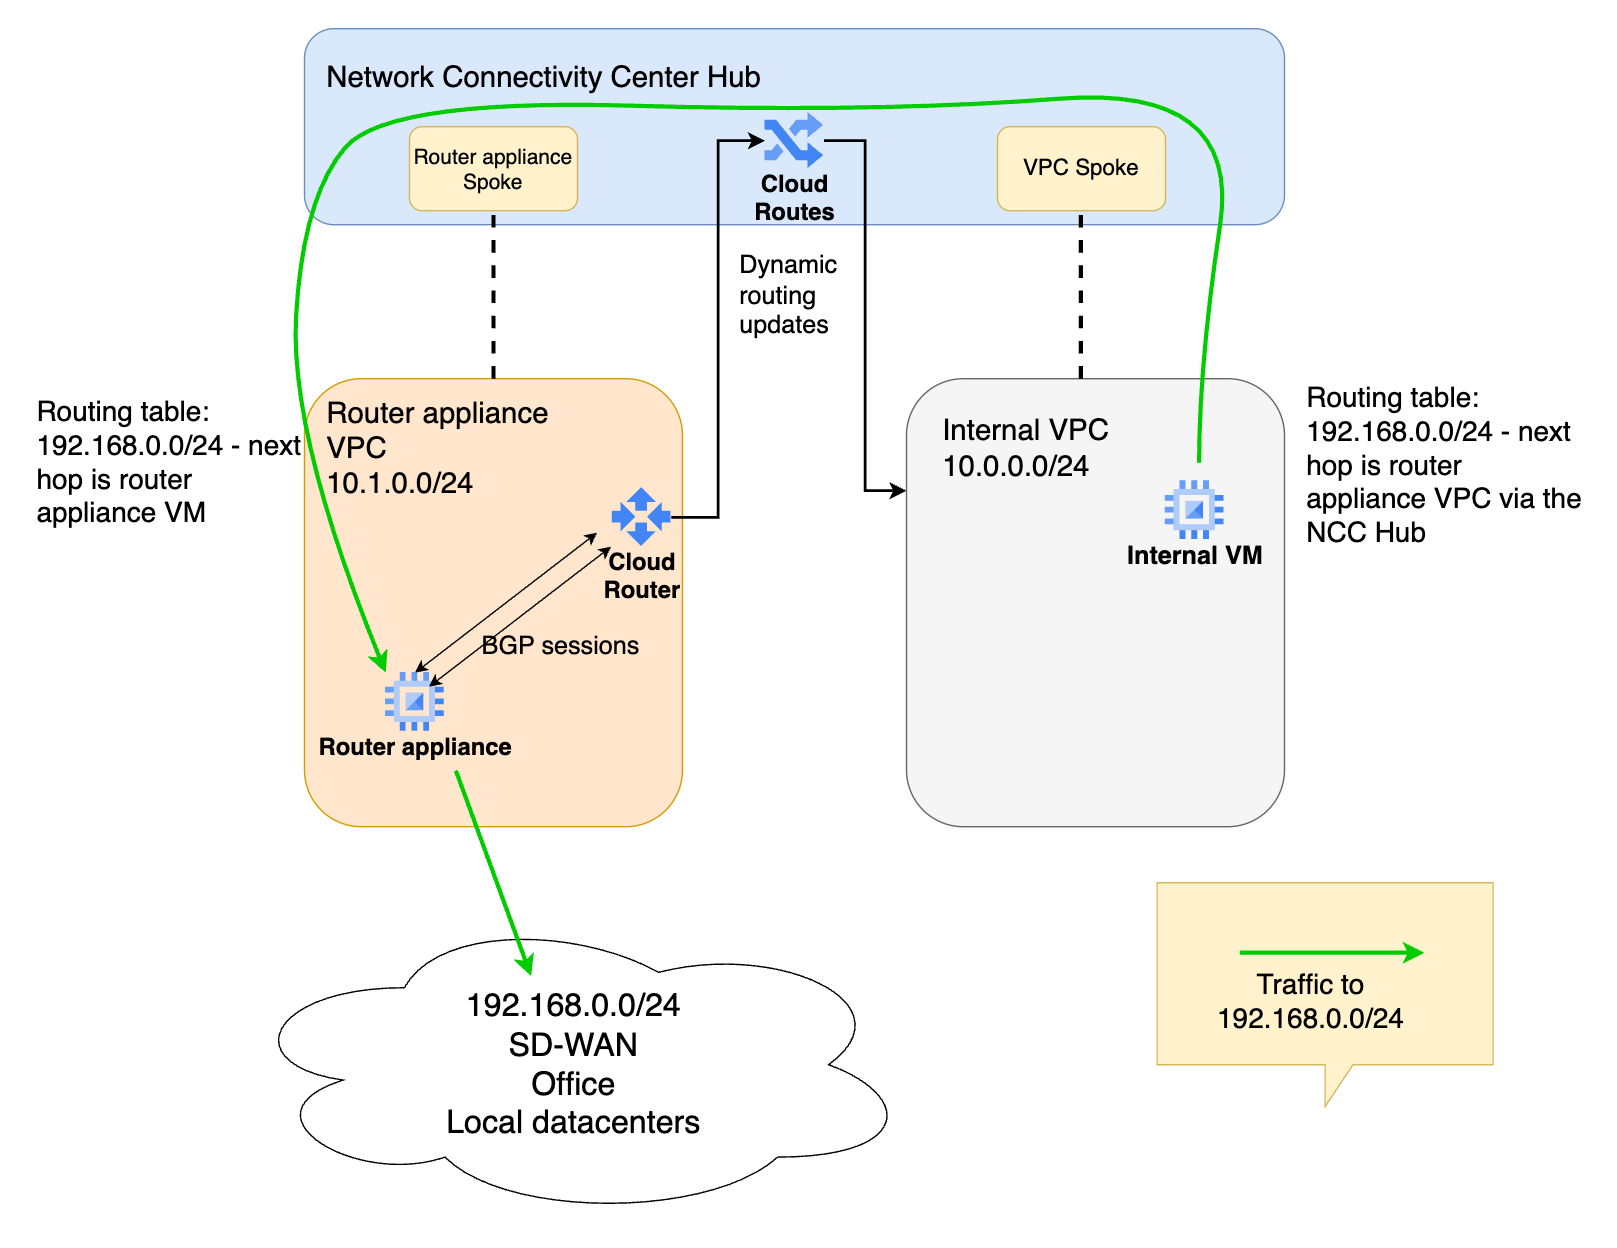 Network Connectivity Center Hub
Router appliance
Spoke
Cloud
Routes
VPC Spoke
Dynamic
routing
updates
Routing table:
192.168.0.0/24 - next
hop is router
appliance VM
Router appliance
VPC
10.1.0.0/24
Cloud
Router
BGP sessions
Router appliance
Internal VPC
10.0.0.0/24
Internal VM
Routing table:
192.168.0.0/24 - next
hop is router
appliance VPC via the
NCC Hub
192.168.0.0/24
SD-WAN
Office
Local datacenters
Traffic to
192.168.0.0/24